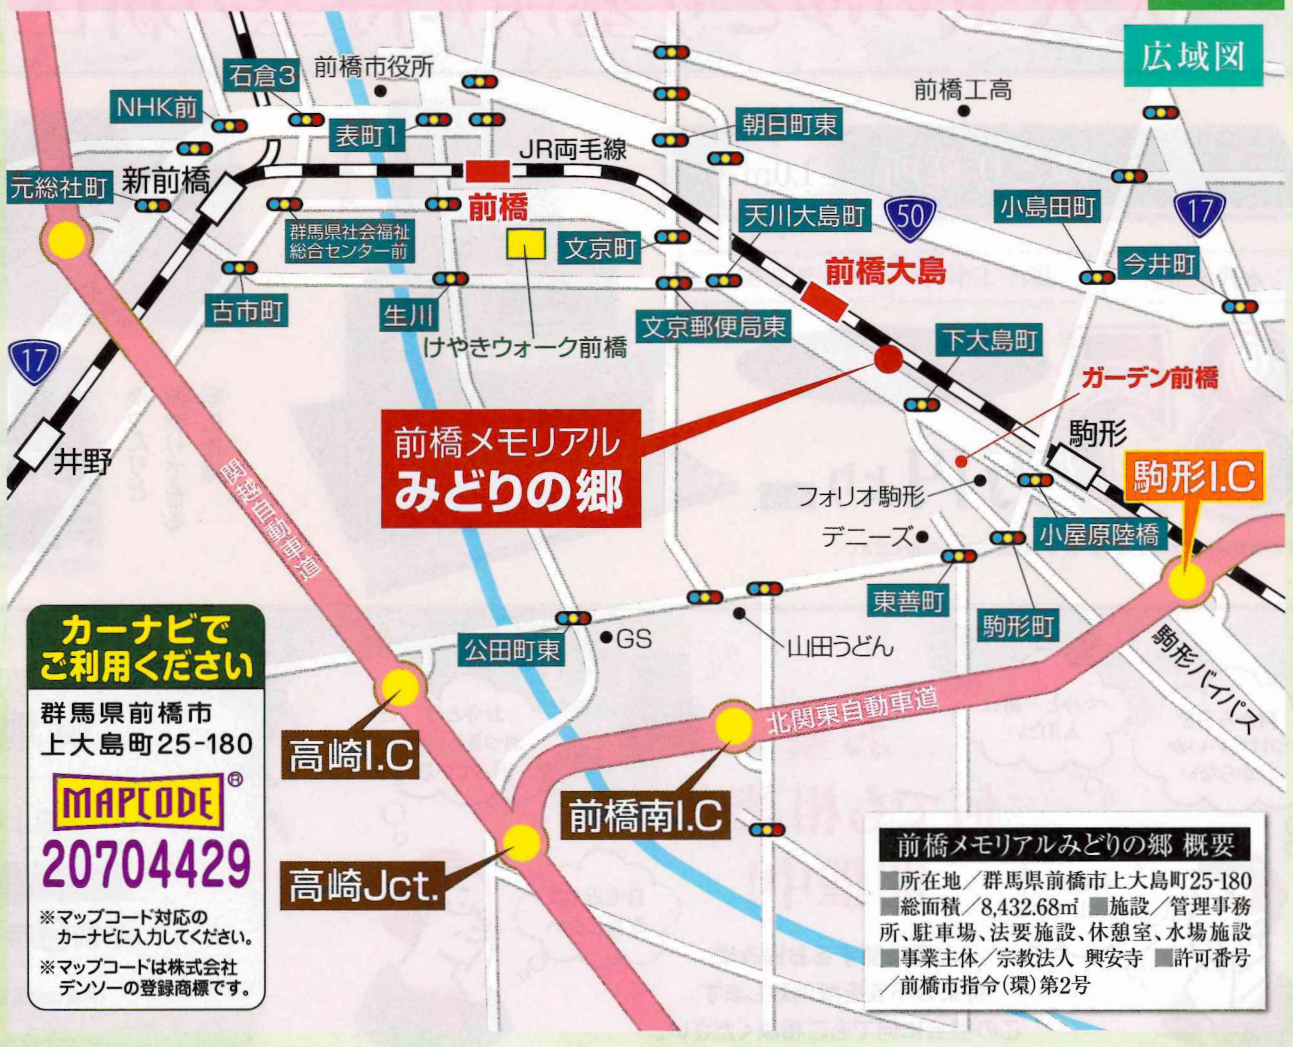 広域図
石倉3
前橋市役所
NHK前
表町1
朝日町東
前橋工高
JR両毛線
元総社町
新前橋
前橋
群馬県社会福祉
総合センター前
文京町
天川大島町
50
小島田町
17
今井町
前橋大島
古市町
生川
けやきウォーク前橋
文京郵便局東
下大島町
17
ガーデン前橋
井野
前橋メモリアル
みどりの郷
駒形
駒形I.C
関越自動車道
フォリオ駒形
デニーズ
小屋原陸橋
東善町
駒形町
公田町東
GS
山田うどん
駒形バイパス
北関東自動車道
高崎I.C
前橋南I.C
高崎Jct.
カーナビで
ご利用ください
群馬県前橋市
上大島町25-180
MAPCODE®
20704429
※マップコード対応の
カーナビに入力してください。
※マップコードは株式会社
デンソーの登録商標です。
前橋メモリアルみどりの郷 概要
■所在地／群馬県前橋市上大島町25-180
■総面積／8,432.68㎡ ■施設／管理事務
所、駐車場、法要施設、休憩室、水場施設
■事業主体／宗教法人 興安寺 ■許可番号
／前橋市指令(環)第2号